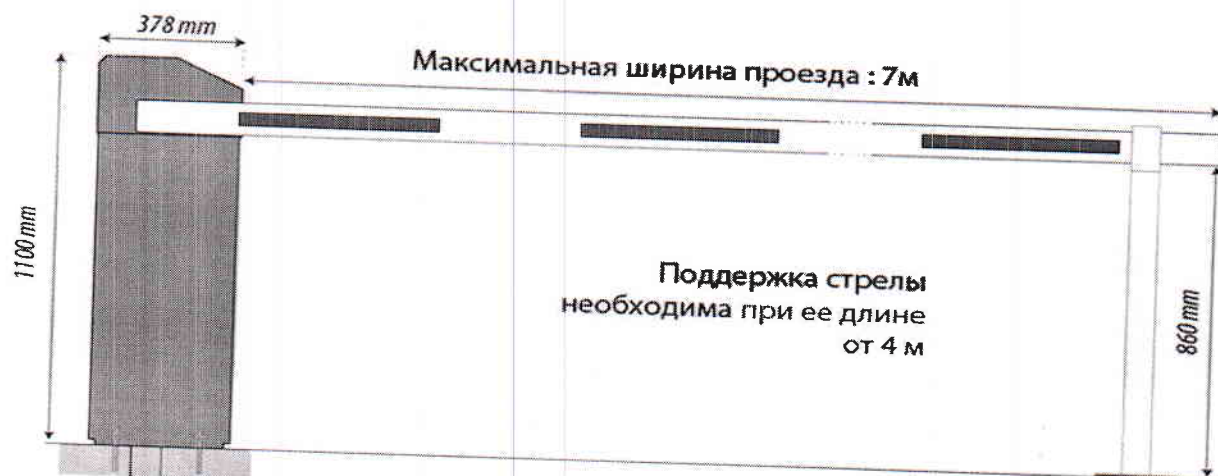 378 mm
Максимальная ширина проезда : 7м
1100 mm
Поддержка стрелы
необходима при ее длине
от 4 м
860 mm